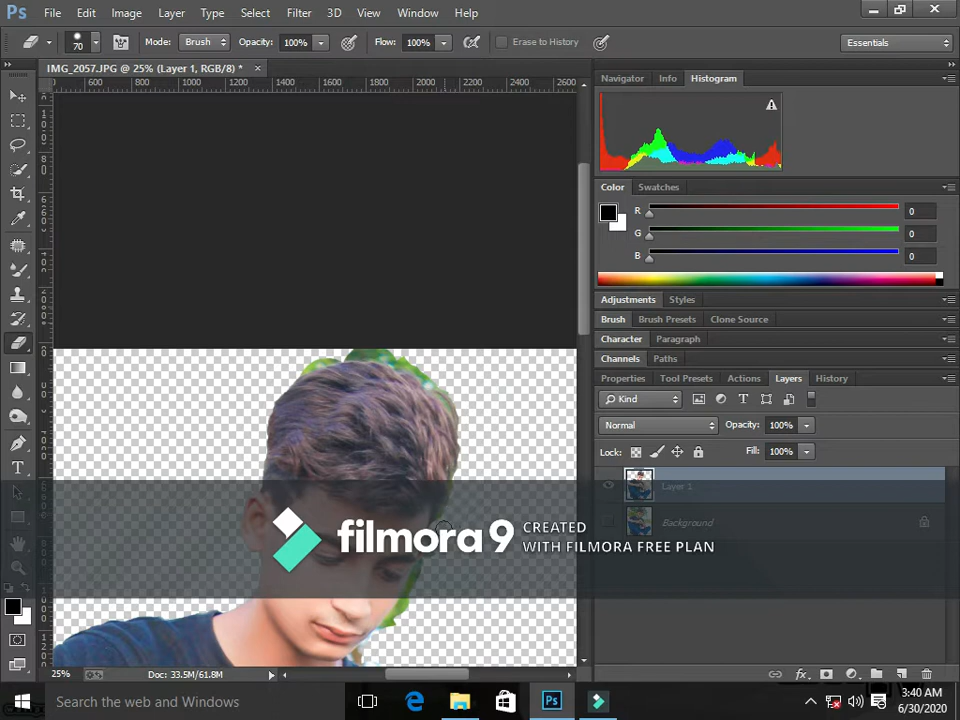 Ps File Edit Image Layer Type Select Filter 3D View Window Help
70 Mode: Brush Opacity: 100% Flow: 100% Erase to History Essentials
IMG_2057.JPG @ 25% (Layer 1, RGB/8) * ×
600 800 1000 1200 1400 1600 1800 2000 2200 2400 2600
Navigator Info Histogram
Color Swatches
R 0
G 0
B 0
Adjustments Styles
Brush Brush Presets Clone Source
Character Paragraph
Channels Paths
Properties Tool Presets Actions Layers History
Kind
Normal Opacity: 100%
Lock: Fill: 100%
Layer 1
Background
filmora 9 CREATED
WITH FILMORA FREE PLAN
25% Doc: 33.5M/61.8M
Search the web and Windows
3:40 AM
6/30/2020